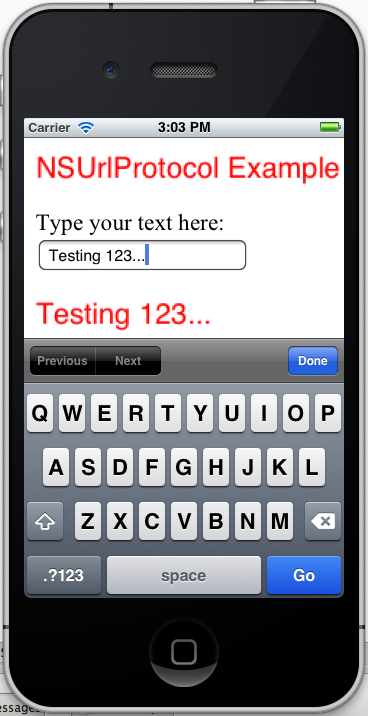 Carrier 3:03 PM
NSUrlProtocol Example
Type your text here:
Testing 123...
Testing 123...
Previous Next Done
Q W E R T Y U I O P
A S D F G H J K L
Z X C V B N M
.?123 space Go